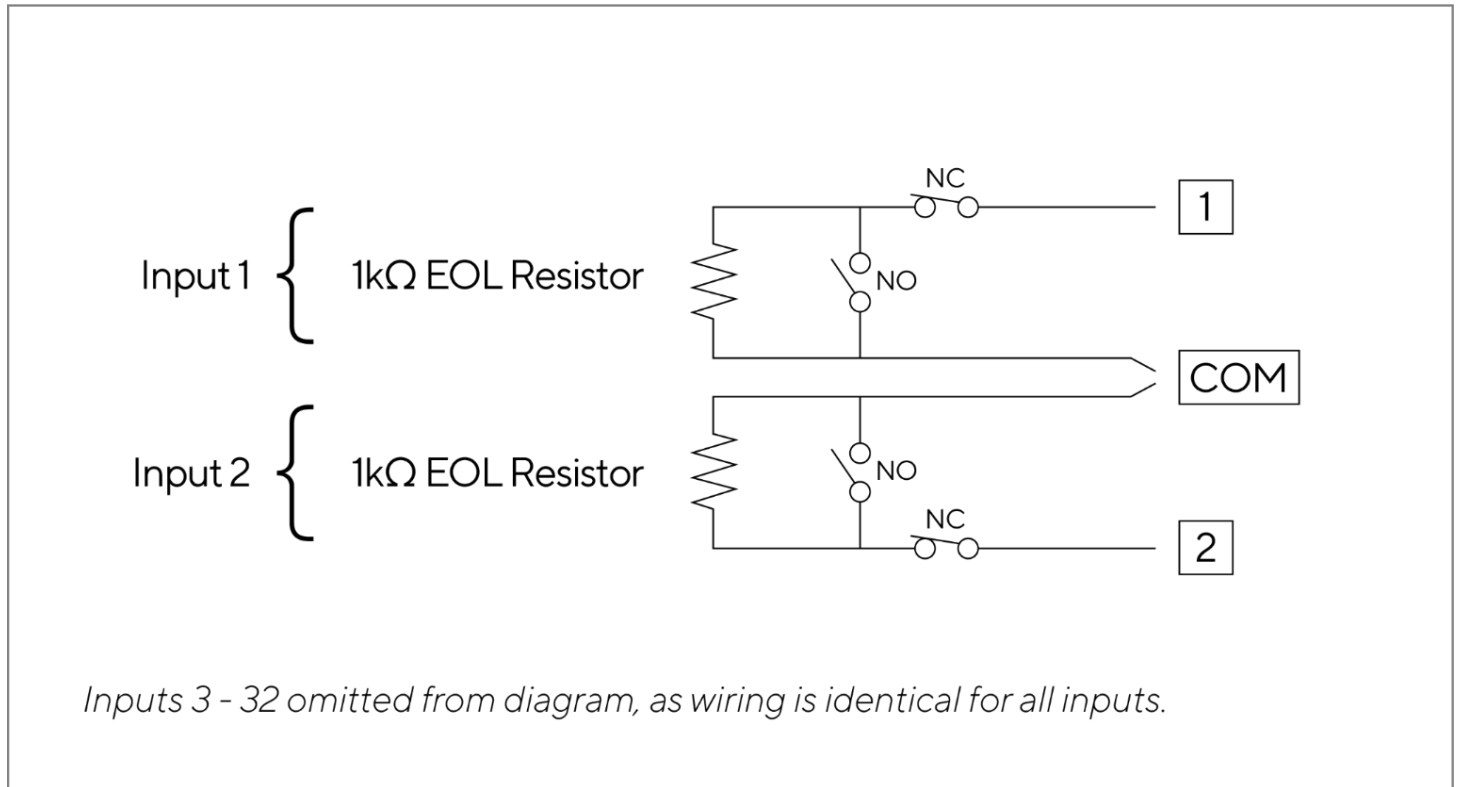 NC
1
Input 1
1kΩ EOL Resistor
NO
COM
Input 2
1kΩ EOL Resistor
NO
NC
2
Inputs 3 - 32 omitted from diagram, as wiring is identical for all inputs.